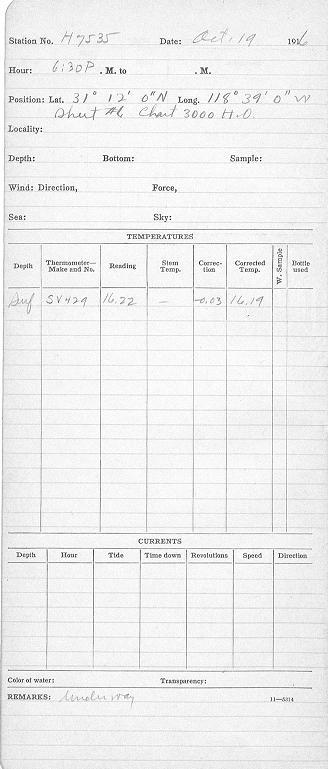 Station No. H7535 Date: Oct. 19 1916
Hour: 6:30P . M. to . M.
Position: Lat. 31° 12' 0"N Long. 118° 39' 0"W
Sheet #6 Chart 3000 H.O.
Locality:
Depth: Bottom: Sample:
Wind: Direction, Force,
Sea: Sky:
TEMPERATURES
Depth Thermometer—Make and No. Reading Stem Temp. Correction Corrected Temp. W. Sample Bottle used
Surf SV429 16.22 — -0.03 16.19
CURRENTS
Depth Hour Tide Time down Revolutions Speed Direction
Color of water: Transparency:
REMARKS: Underway 11—5314